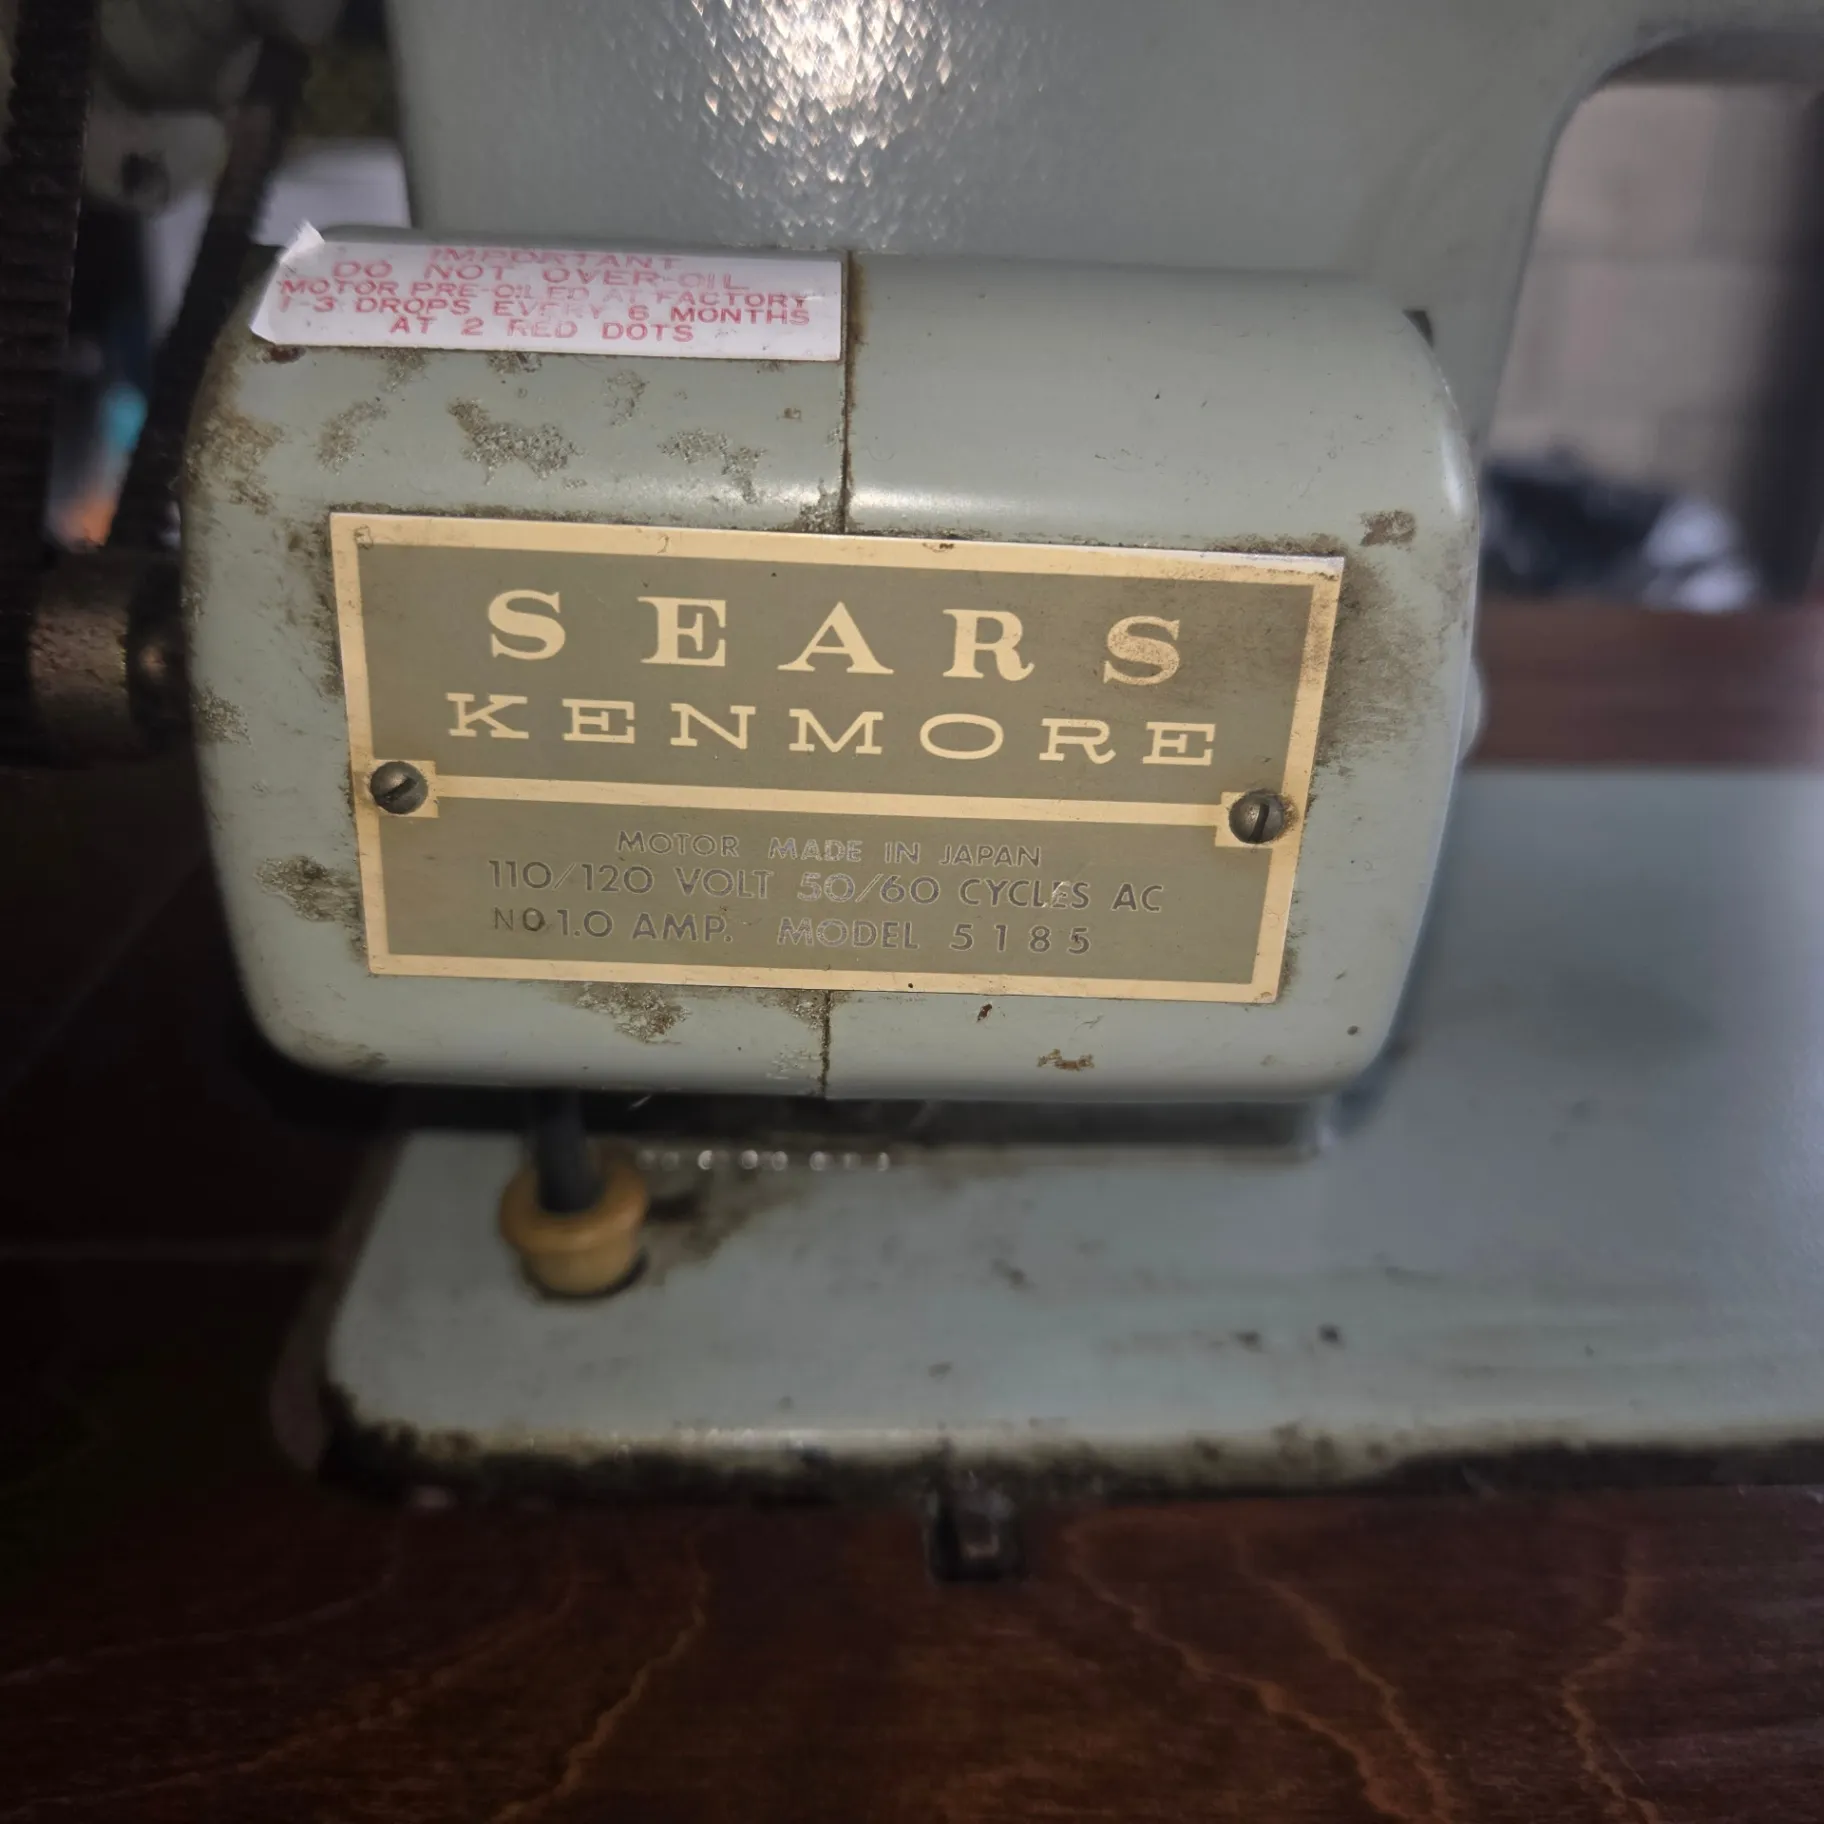 IMPORTANT
DO NOT OVER-OIL
MOTOR PRE-OILED AT FACTORY
1-3 DROPS EVERY 6 MONTHS
AT 2 RED DOTS
SEARS
KENMORE
MOTOR MADE IN JAPAN
110/120 VOLT 50/60 CYCLES AC
NO 1.0 AMP. MODEL 5185